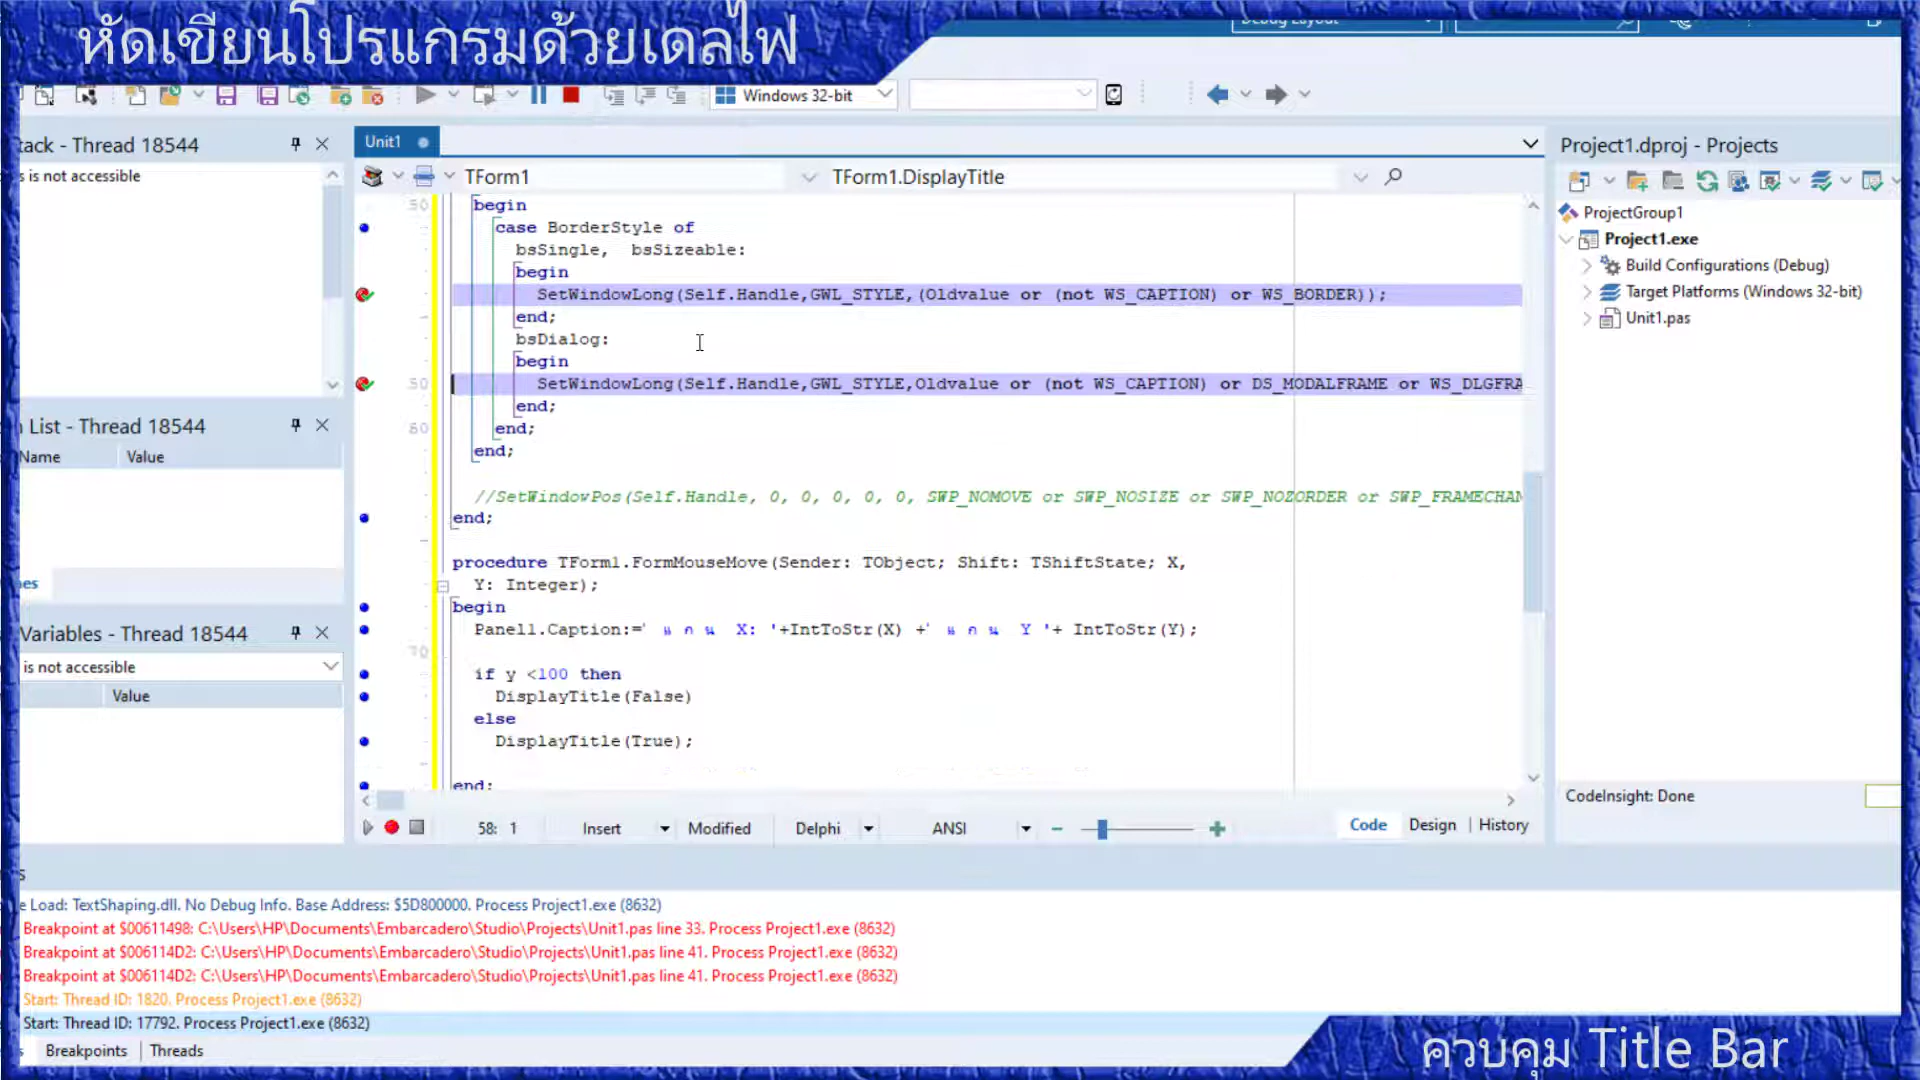 หัดเขียนโปรแกรมด้วยเดลไฟ
Windows 32-bit
tack - Thread 18544
s is not accessible
List - Thread 18544
Name Value
Variables - Thread 18544
is not accessible
Value
Unit1
TForm1 TForm1.DisplayTitle
50 begin
case BorderStyle of
bsSingle, bsSizeable:
begin
SetWindowLong(Self.Handle,GWL_STYLE,(Oldvalue or (not WS_CAPTION) or WS_BORDER));
end;
bsDialog:
begin
50 SetWindowLong(Self.Handle,GWL_STYLE,Oldvalue or (not WS_CAPTION) or DS_MODALFRAME or WS_DLGFRA
end;
60 end;
end;
//SetWindowPos(Self.Handle, 0, 0, 0, 0, 0, SWP_NOMOVE or SWP_NOSIZE or SWP_NOZORDER or SWP_FRAMECHAN
end;
procedure TForm1.FormMouseMove(Sender: TObject; Shift: TShiftState; X,
Y: Integer);
begin
Panel1.Caption:=' แกน X: '+IntToStr(X) +' แกน Y '+ IntToStr(Y);
70
if y <100 then
DisplayTitle(False)
else
DisplayTitle(True);
end;
58: 1 Insert Modified Delphi ANSI Code Design History
Project1.dproj - Projects
ProjectGroup1
Project1.exe
Build Configurations (Debug)
Target Platforms (Windows 32-bit)
Unit1.pas
CodeInsight: Done
e Load: TextShaping.dll. No Debug Info. Base Address: $5D800000. Process Project1.exe (8632)
Breakpoint at $00611498: C:\Users\HP\Documents\Embarcadero\Studio\Projects\Unit1.pas line 33. Process Project1.exe (8632)
Breakpoint at $006114D2: C:\Users\HP\Documents\Embarcadero\Studio\Projects\Unit1.pas line 41. Process Project1.exe (8632)
Breakpoint at $006114D2: C:\Users\HP\Documents\Embarcadero\Studio\Projects\Unit1.pas line 41. Process Project1.exe (8632)
Start: Thread ID: 1820. Process Project1.exe (8632)
Start: Thread ID: 17792. Process Project1.exe (8632)
Breakpoints Threads
ควบคุม Title Bar